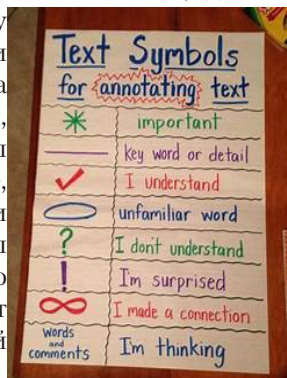 Text Symbols
for annotating text
important
key word or detail
✓ I understand
unfamiliar word
? I don't understand
! I'm surprised
∞ I made a connection
words and comments I'm thinking